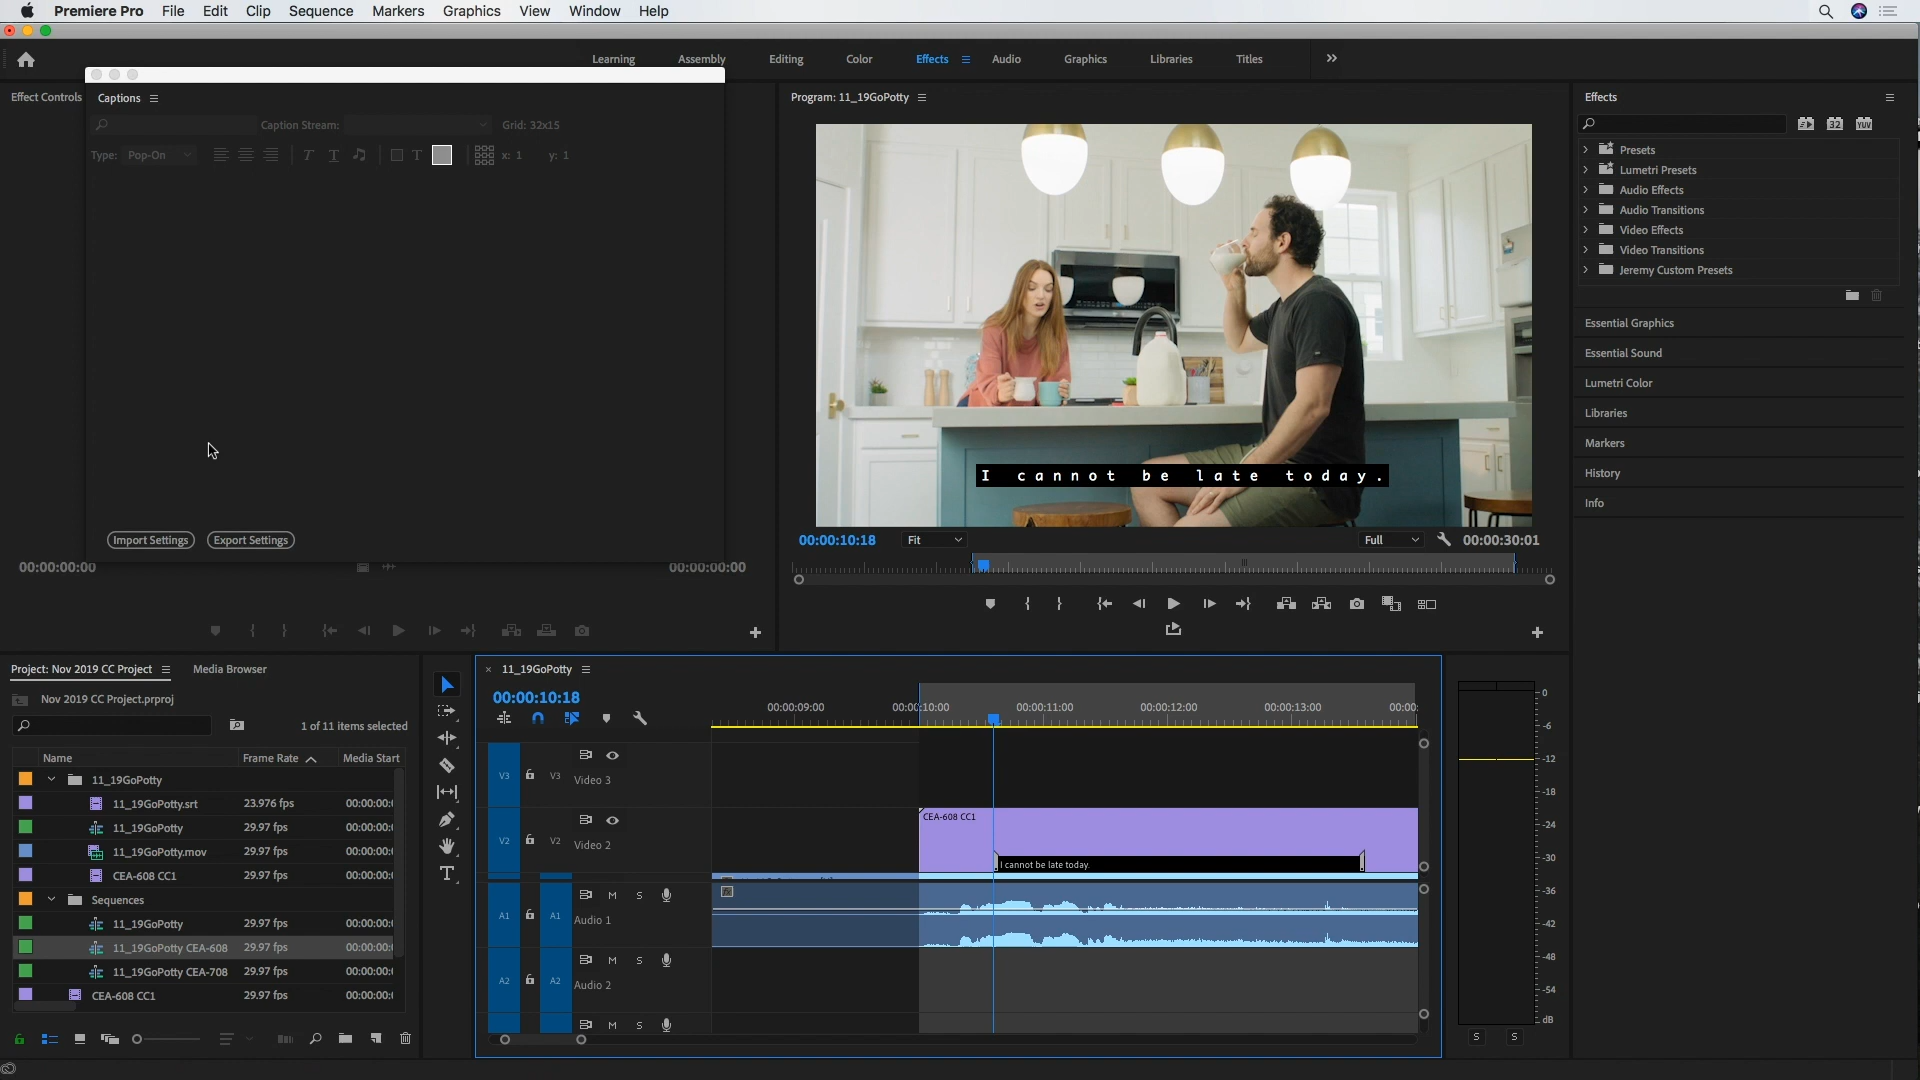 Premiere Pro File Edit Clip Sequence Markers Graphics View Window Help
Learning Assembly Editing Color Effects Audio Graphics Libraries Titles
Effect Controls
Captions
Caption Stream: Grid: 32x15
Type: Pop-On x: 1 y: 1
Import Settings Export Settings
00:00:00:00 00:00:00:00
Program: 11_19GoPotty
I cannot be late today.
00:00:10:18 Fit Full 00:00:30:01
Effects
Presets
Lumetri Presets
Audio Effects
Audio Transitions
Video Effects
Video Transitions
Jeremy Custom Presets
Essential Graphics
Essential Sound
Lumetri Color
Libraries
Markers
History
Info
Project: Nov 2019 CC Project Media Browser
Nov 2019 CC Project.prproj
1 of 11 items selected
Name Frame Rate Media Start
11_19GoPotty
11_19GoPotty.srt 23.976 fps 00:00:00:
11_19GoPotty 29.97 fps 00:00:00:
11_19GoPotty.mov 29.97 fps 00:00:00:
CEA-608 CC1 29.97 fps 00:00:00:
Sequences
11_19GoPotty 29.97 fps 00:00:00:
11_19GoPotty CEA-608 29.97 fps 00:00:00:
11_19GoPotty CEA-708 29.97 fps 00:00:00:
CEA-608 CC1 29.97 fps 00:00:00:
11_19GoPotty
00:00:10:18
00:00:09:00 00:00:10:00 00:00:11:00 00:00:12:00 00:00:13:00 00:00:
V3 V3 Video 3
V2 V2 Video 2
CEA-608 CC1
I cannot be late today.
A1 A1 M S Audio 1
A2 A2 M S Audio 2
M S
0
-6
-12
-18
-24
-30
-36
-42
-48
-54
dB
S S